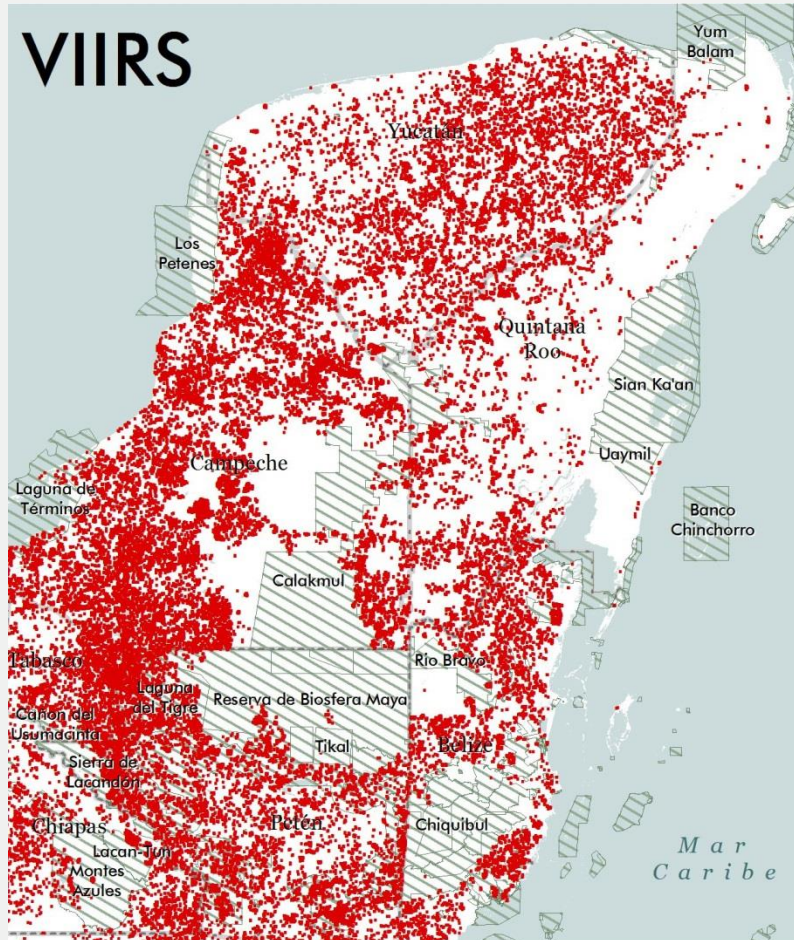 VIIRS
Yum
Balam
Yucatán
Los
Petenes
Quintana
Roo
Sian Ka'an
Campeche
Uaymil
Laguna de
Términos
Banco
Chinchorro
Calakmul
Tabasco
Rio Bravo
Laguna
del Tigre
Reserva de Biosfera Maya
Cañon del
Usumacinta
Tikal
Belize
Sierra de
Lacandón
Chiapas
Petén
Chiquibul
Lacan-Tun
Montes
Azules
Mar
Caribe